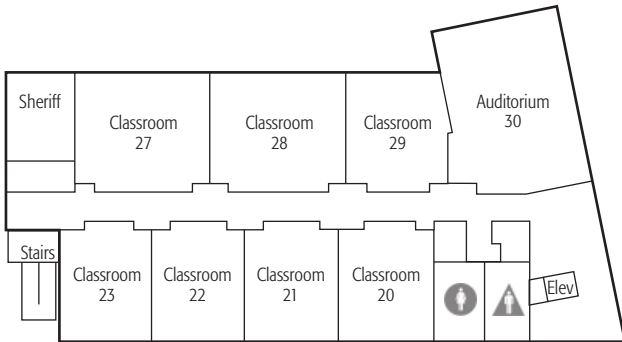 Sheriff
Classroom
27
Classroom
28
Classroom
29
Auditorium
30
Stairs
Classroom
23
Classroom
22
Classroom
21
Classroom
20
Elev